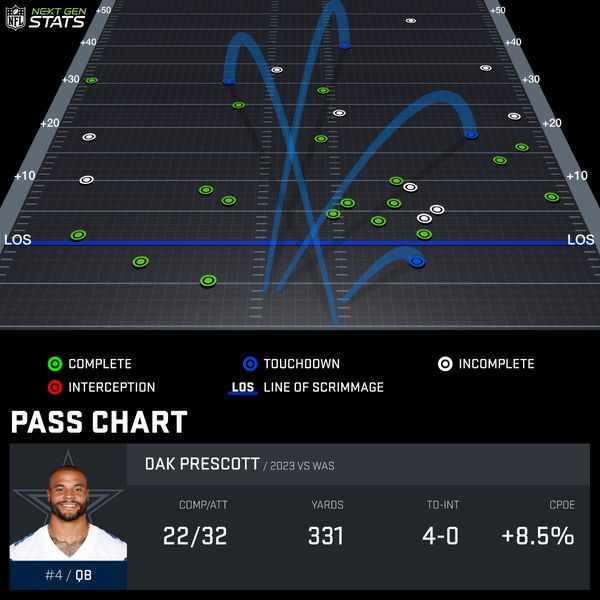 NFL NEXT GEN STATS
+50 +50
+40 +40
+30 +30
+20 +20
+10 +10
LOS LOS
COMPLETE TOUCHDOWN INCOMPLETE
INTERCEPTION LOS LINE OF SCRIMMAGE
PASS CHART
DAK PRESCOTT / 2023 VS WAS
COMP/ATT YARDS TD-INT CPOE
22/32 331 4-0 +8.5%
#4 / QB